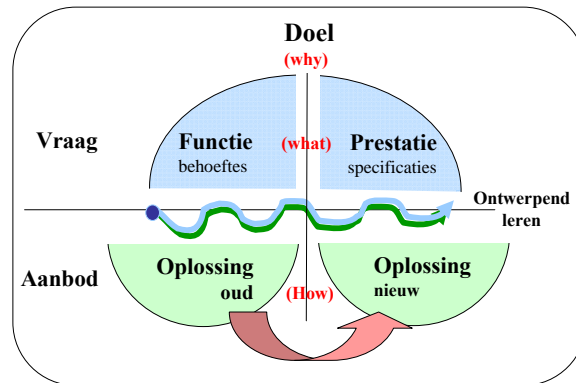 Doel
(why)
Vraag
Functie
behoeftes
(what)
Prestatie
specificaties
Ontwerpend
leren
Aanbod
Oplossing
oud
(How)
Oplossing
nieuw